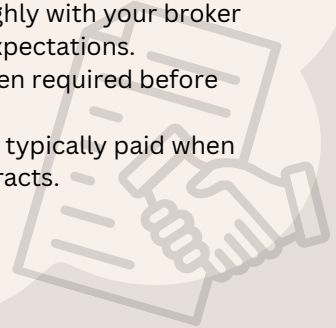 ghly with your broker
xpectations.
en required before
typically paid when
racts.